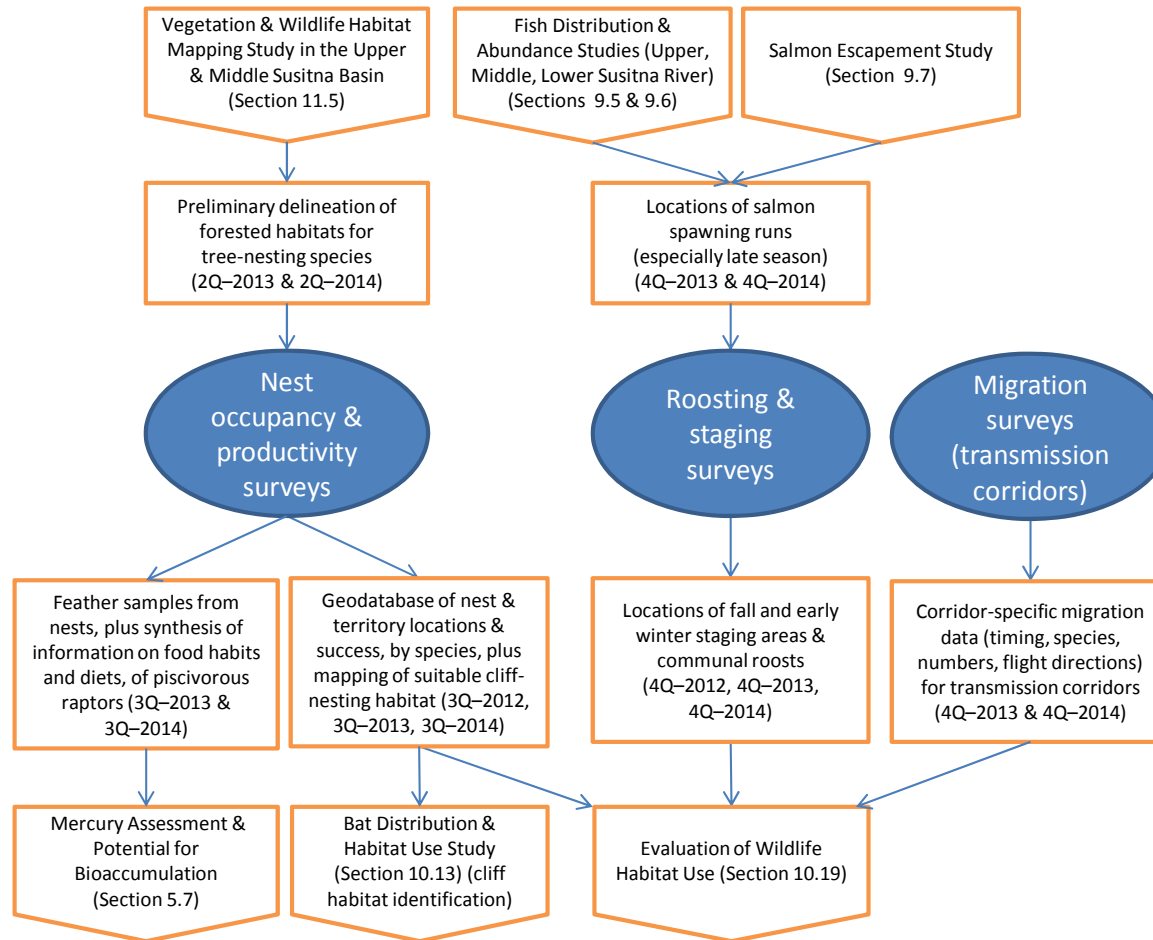 Vegetation & Wildlife Habitat
Mapping Study in the Upper
& Middle Susitna Basin
(Section 11.5)
Fish Distribution &
Abundance Studies (Upper,
Middle, Lower Susitna River)
(Sections 9.5 & 9.6)
Salmon Escapement Study
(Section 9.7)
Preliminary delineation of
forested habitats for
tree-nesting species
(2Q–2013 & 2Q–2014)
Locations of salmon
spawning runs
(especially late season)
(4Q–2013 & 4Q–2014)
Nest
occupancy &
productivity
surveys
Roosting &
staging
surveys
Migration
surveys
(transmission
corridors)
Feather samples from
nests, plus synthesis of
information on food habits
and diets, of piscivorous
raptors (3Q–2013 &
3Q–2014)
Geodatabase of nest &
territory locations &
success, by species, plus
mapping of suitable cliff-
nesting habitat (3Q–2012,
3Q–2013, 3Q–2014)
Locations of fall and early
winter staging areas &
communal roosts
(4Q–2012, 4Q–2013,
4Q–2014)
Corridor-specific migration
data (timing, species,
numbers, flight directions)
for transmission corridors
(4Q–2013 & 4Q–2014)
Mercury Assessment &
Potential for
Bioaccumulation
(Section 5.7)
Bat Distribution &
Habitat Use Study
(Section 10.13) (cliff
habitat identification)
Evaluation of Wildlife
Habitat Use (Section 10.19)